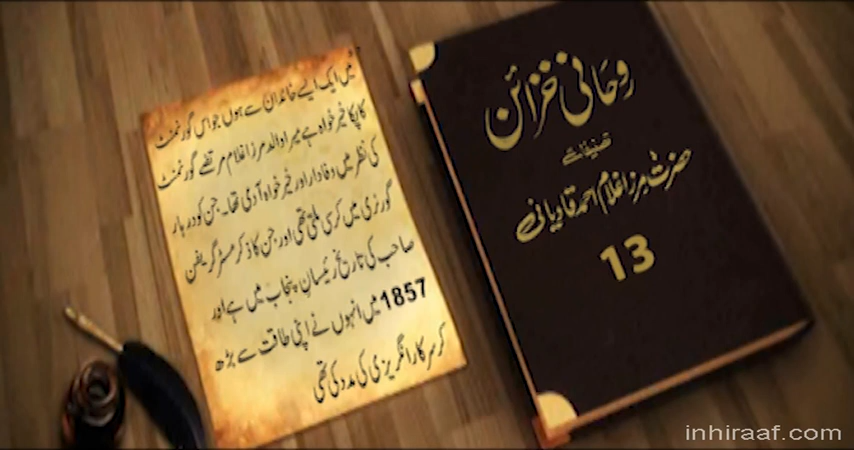 میں ایک ایسے خاندان سے ہوں جو اس گورنمنٹ
کا پکا خیر خواہ ہے میرا والد مرزا غلام مرتضےٰ گورنمنٹ
کی نظر میں وفادار اور خیر خواہ آدمی تھا۔ جن کو دربار
گورنری میں کرسی ملتی تھی اور جن کا ذکر مسٹر گریفن
صاحب کی تاریخ رئیسان پنجاب میں ہے اور
1857 میں انہوں نے اپنی طاقت سے بڑھ
کر سرکار انگریزی کی مدد کی تھی
روحانی خزائن
تصنیفات
حضرت مرزا غلام احمد قادیانی
13
inhiraaf.com